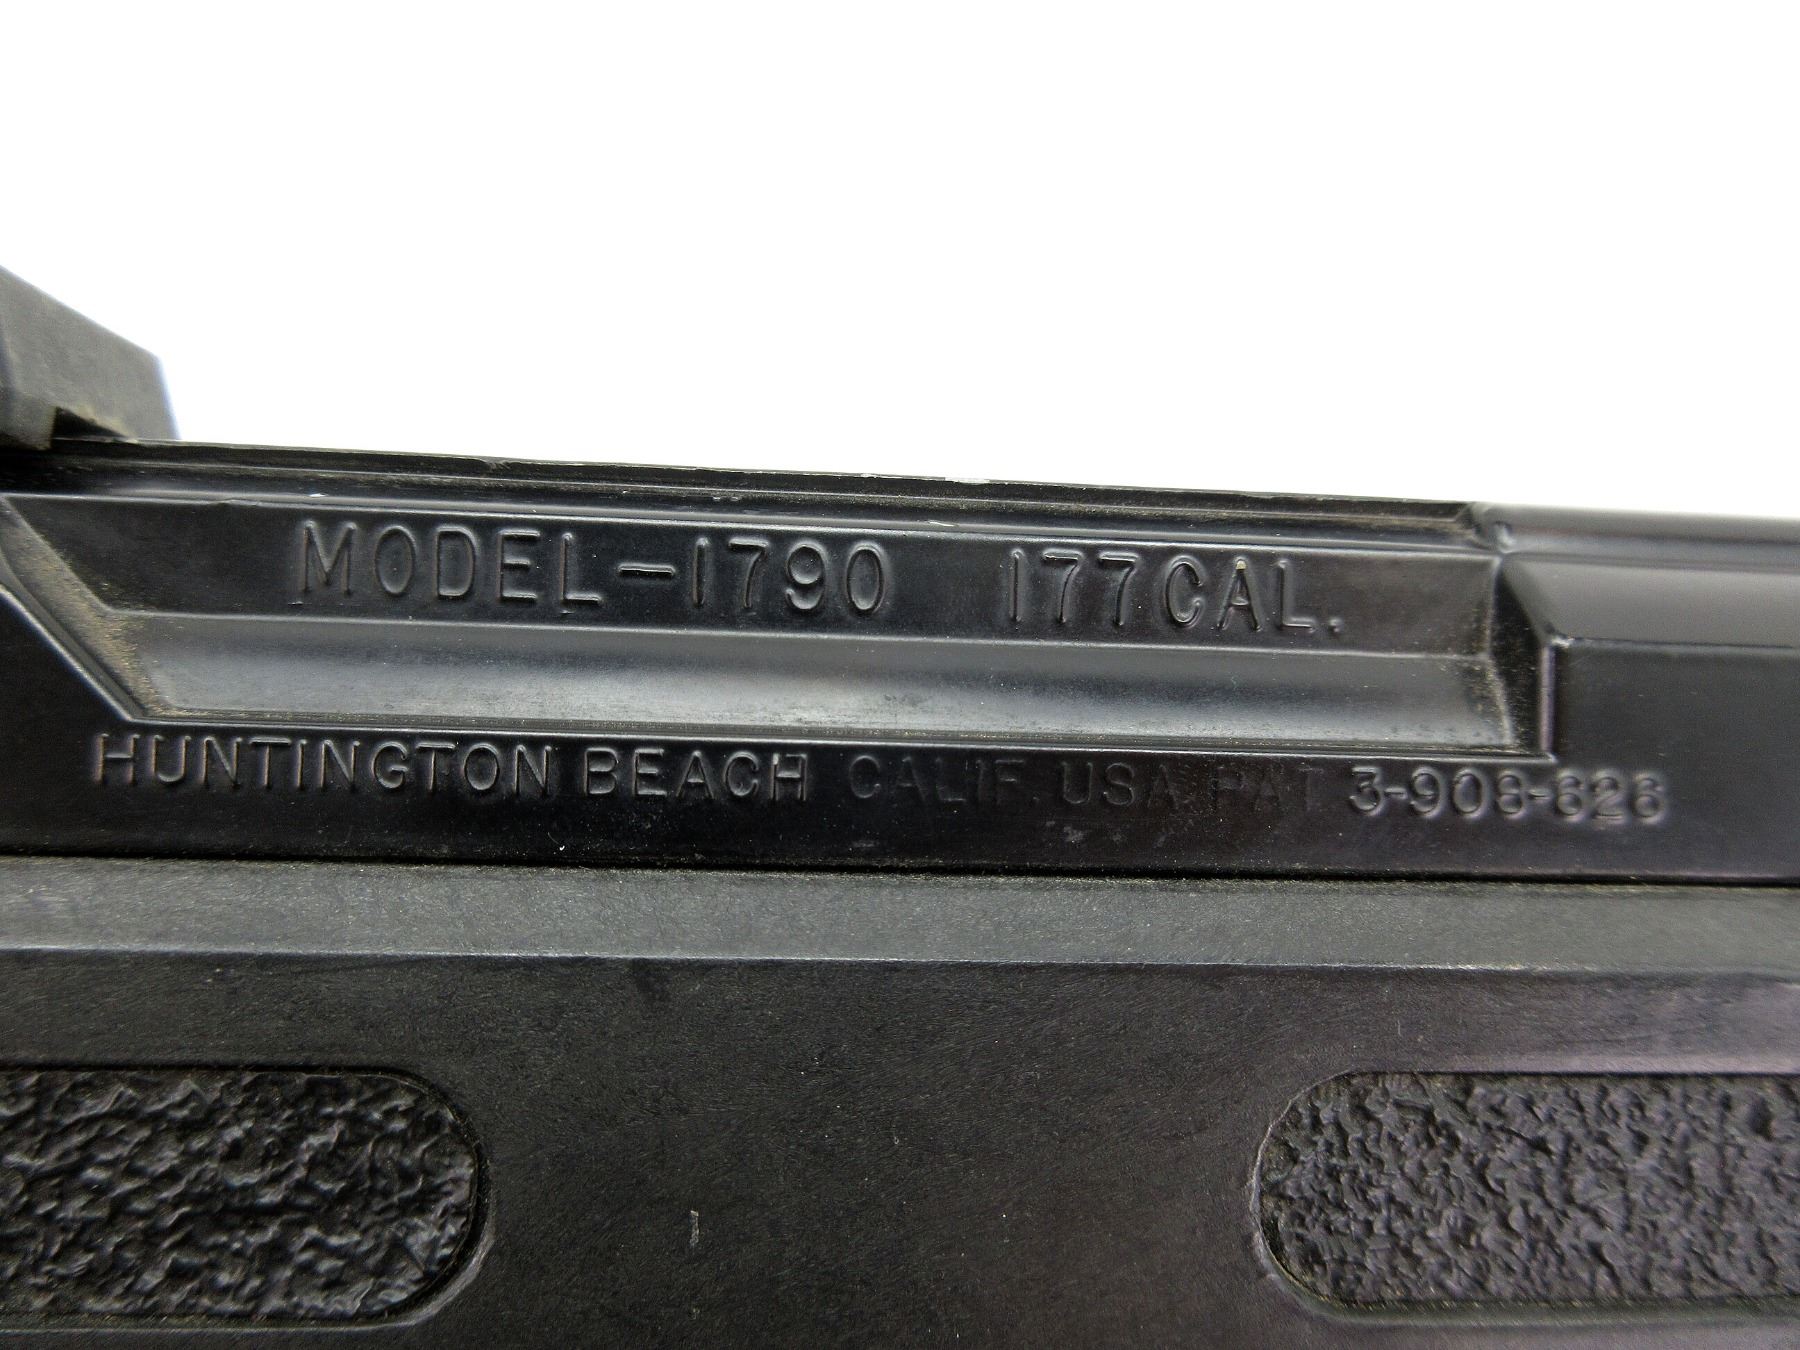 MODEL-1790 177CAL.
HUNTINGTON BEACH CALIF. USA PAT 3-908-626